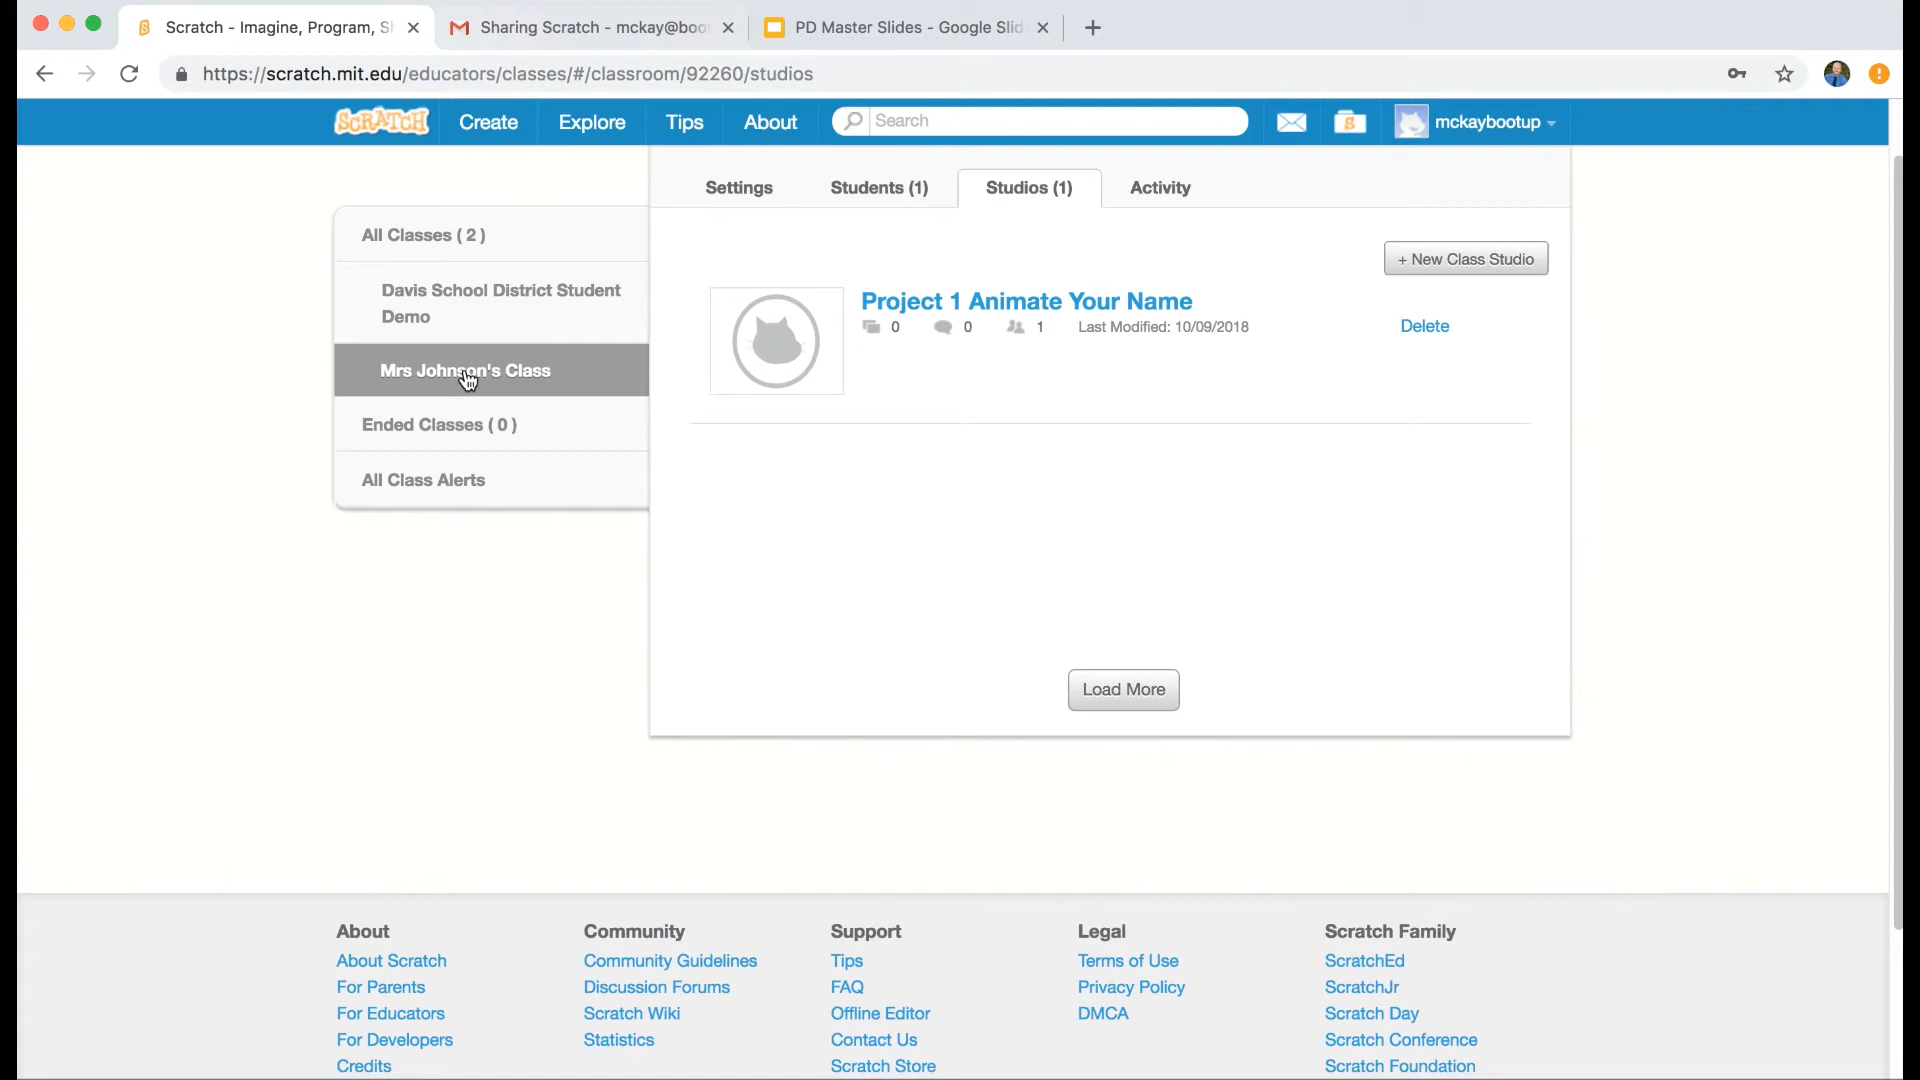 Scratch - Imagine, Program, Sh
Sharing Scratch - mckay@boo
PD Master Slides - Google Slid
https://scratch.mit.edu/educators/classes/#/classroom/92260/studios
SCRATCH
Create
Explore
Tips
About
Search
mckaybootup
Settings
Students (1)
Studios (1)
Activity
All Classes ( 2 )
Davis School District Student
Demo
Mrs Johnson's Class
Ended Classes ( 0 )
All Class Alerts
+ New Class Studio
Project 1 Animate Your Name
0 0 1 Last Modified: 10/09/2018
Delete
Load More
About
About Scratch
For Parents
For Educators
For Developers
Credits
Community
Community Guidelines
Discussion Forums
Scratch Wiki
Statistics
Support
Tips
FAQ
Offline Editor
Contact Us
Scratch Store
Legal
Terms of Use
Privacy Policy
DMCA
Scratch Family
ScratchEd
ScratchJr
Scratch Day
Scratch Conference
Scratch Foundation